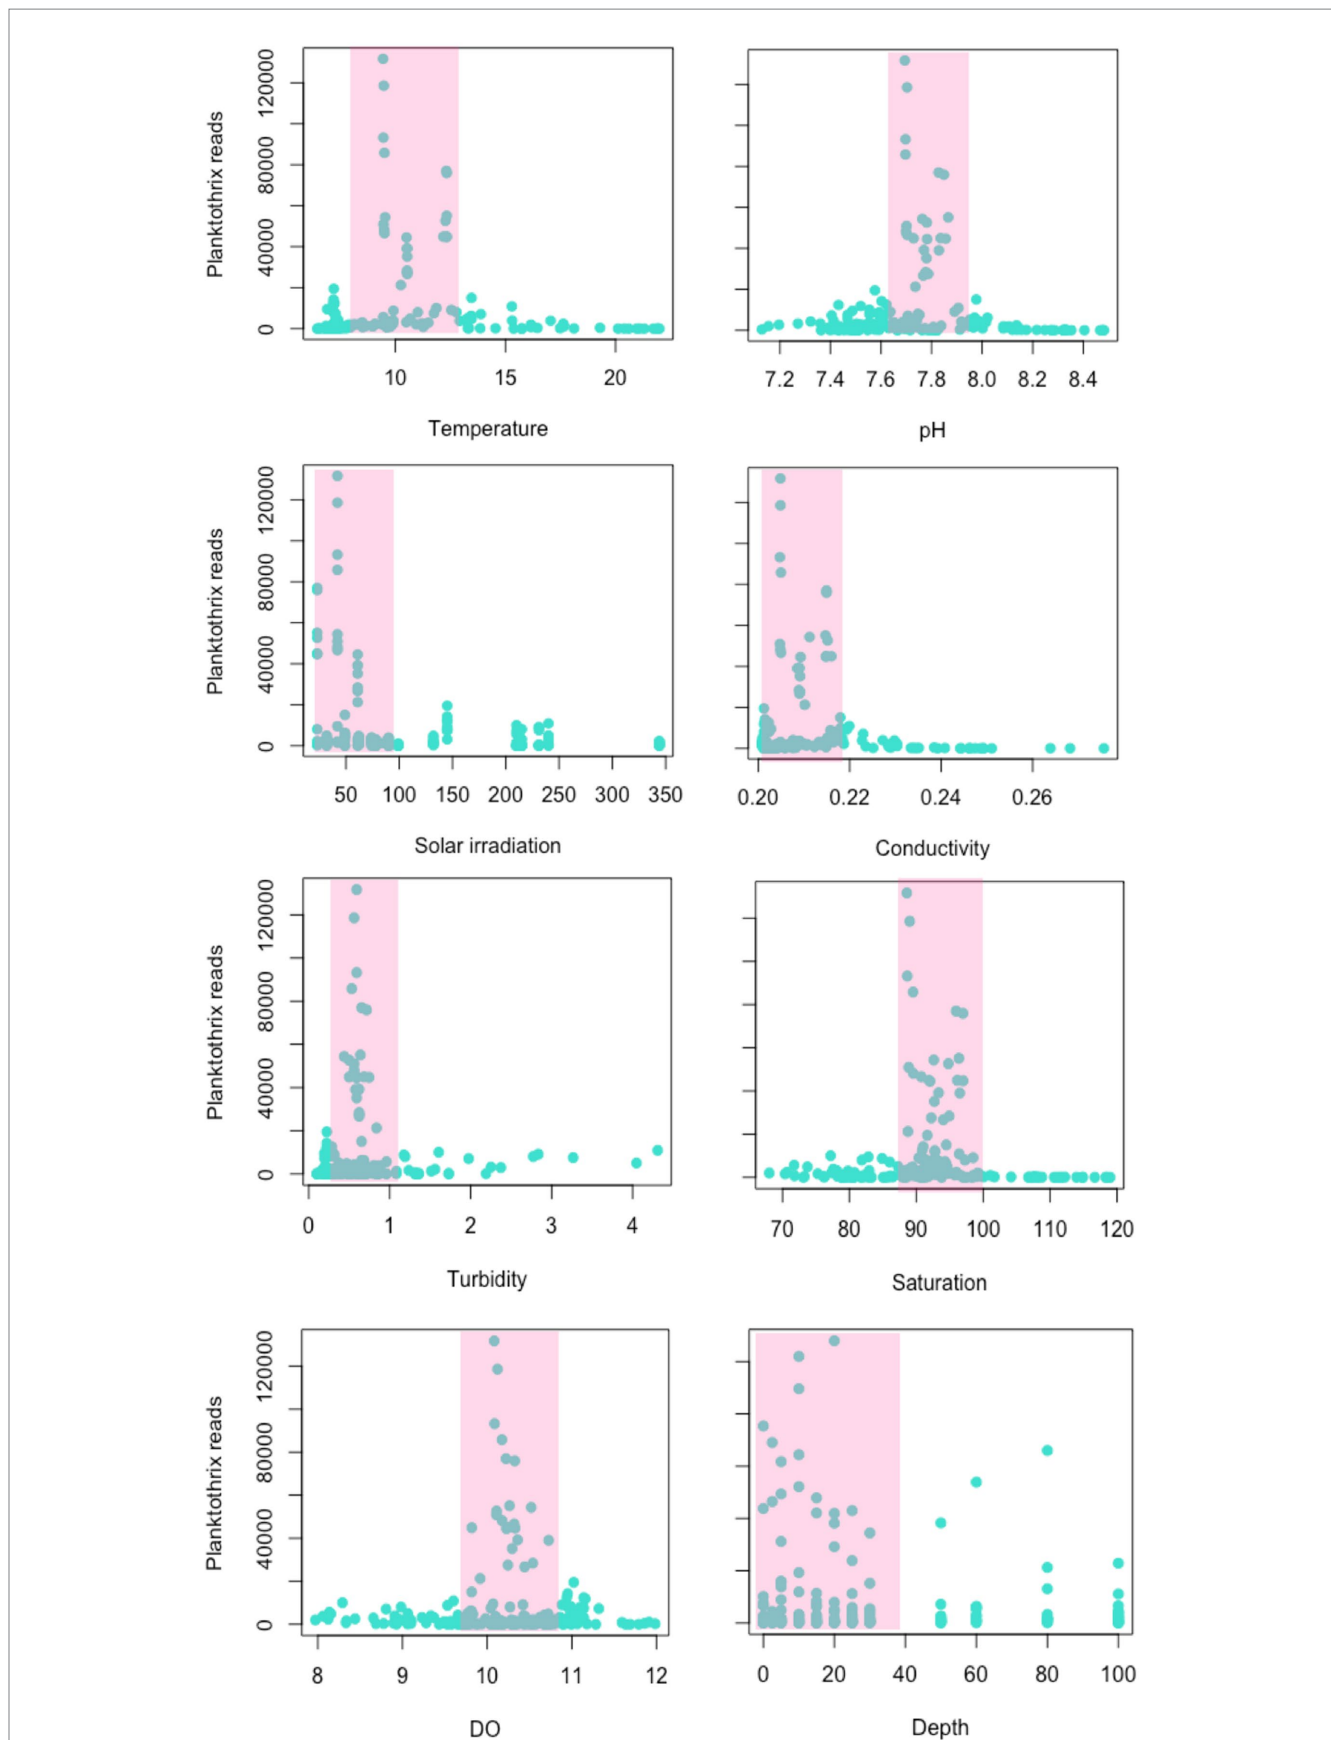 Planktothrix reads
0 40000 80000 120000
10 15 20
Temperature
7.2 7.4 7.6 7.8 8.0 8.2 8.4
pH
Planktothrix reads
0 40000 80000 120000
50 100 150 200 250 300 350
Solar irradiation
0.20 0.22 0.24 0.26
Conductivity
Planktothrix reads
0 40000 80000 120000
0 1 2 3 4
Turbidity
70 80 90 100 110 120
Saturation
Planktothrix reads
0 40000 80000 120000
8 9 10 11 12
DO
0 20 40 60 80 100
Depth